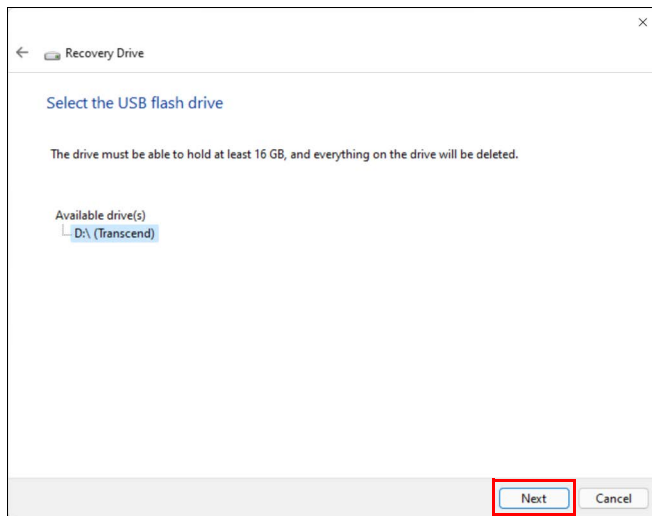 Recovery Drive
Select the USB flash drive
The drive must be able to hold at least 16 GB, and everything on the drive will be deleted.
Available drive(s)
D:\ (Transcend)
Next Cancel